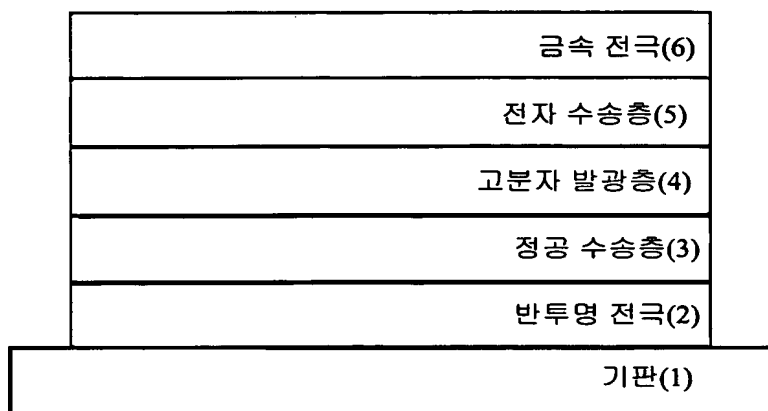 금속 전극(6)
전자 수송층(5)
고분자 발광층(4)
정공 수송층(3)
반투명 전극(2)
기판(1)